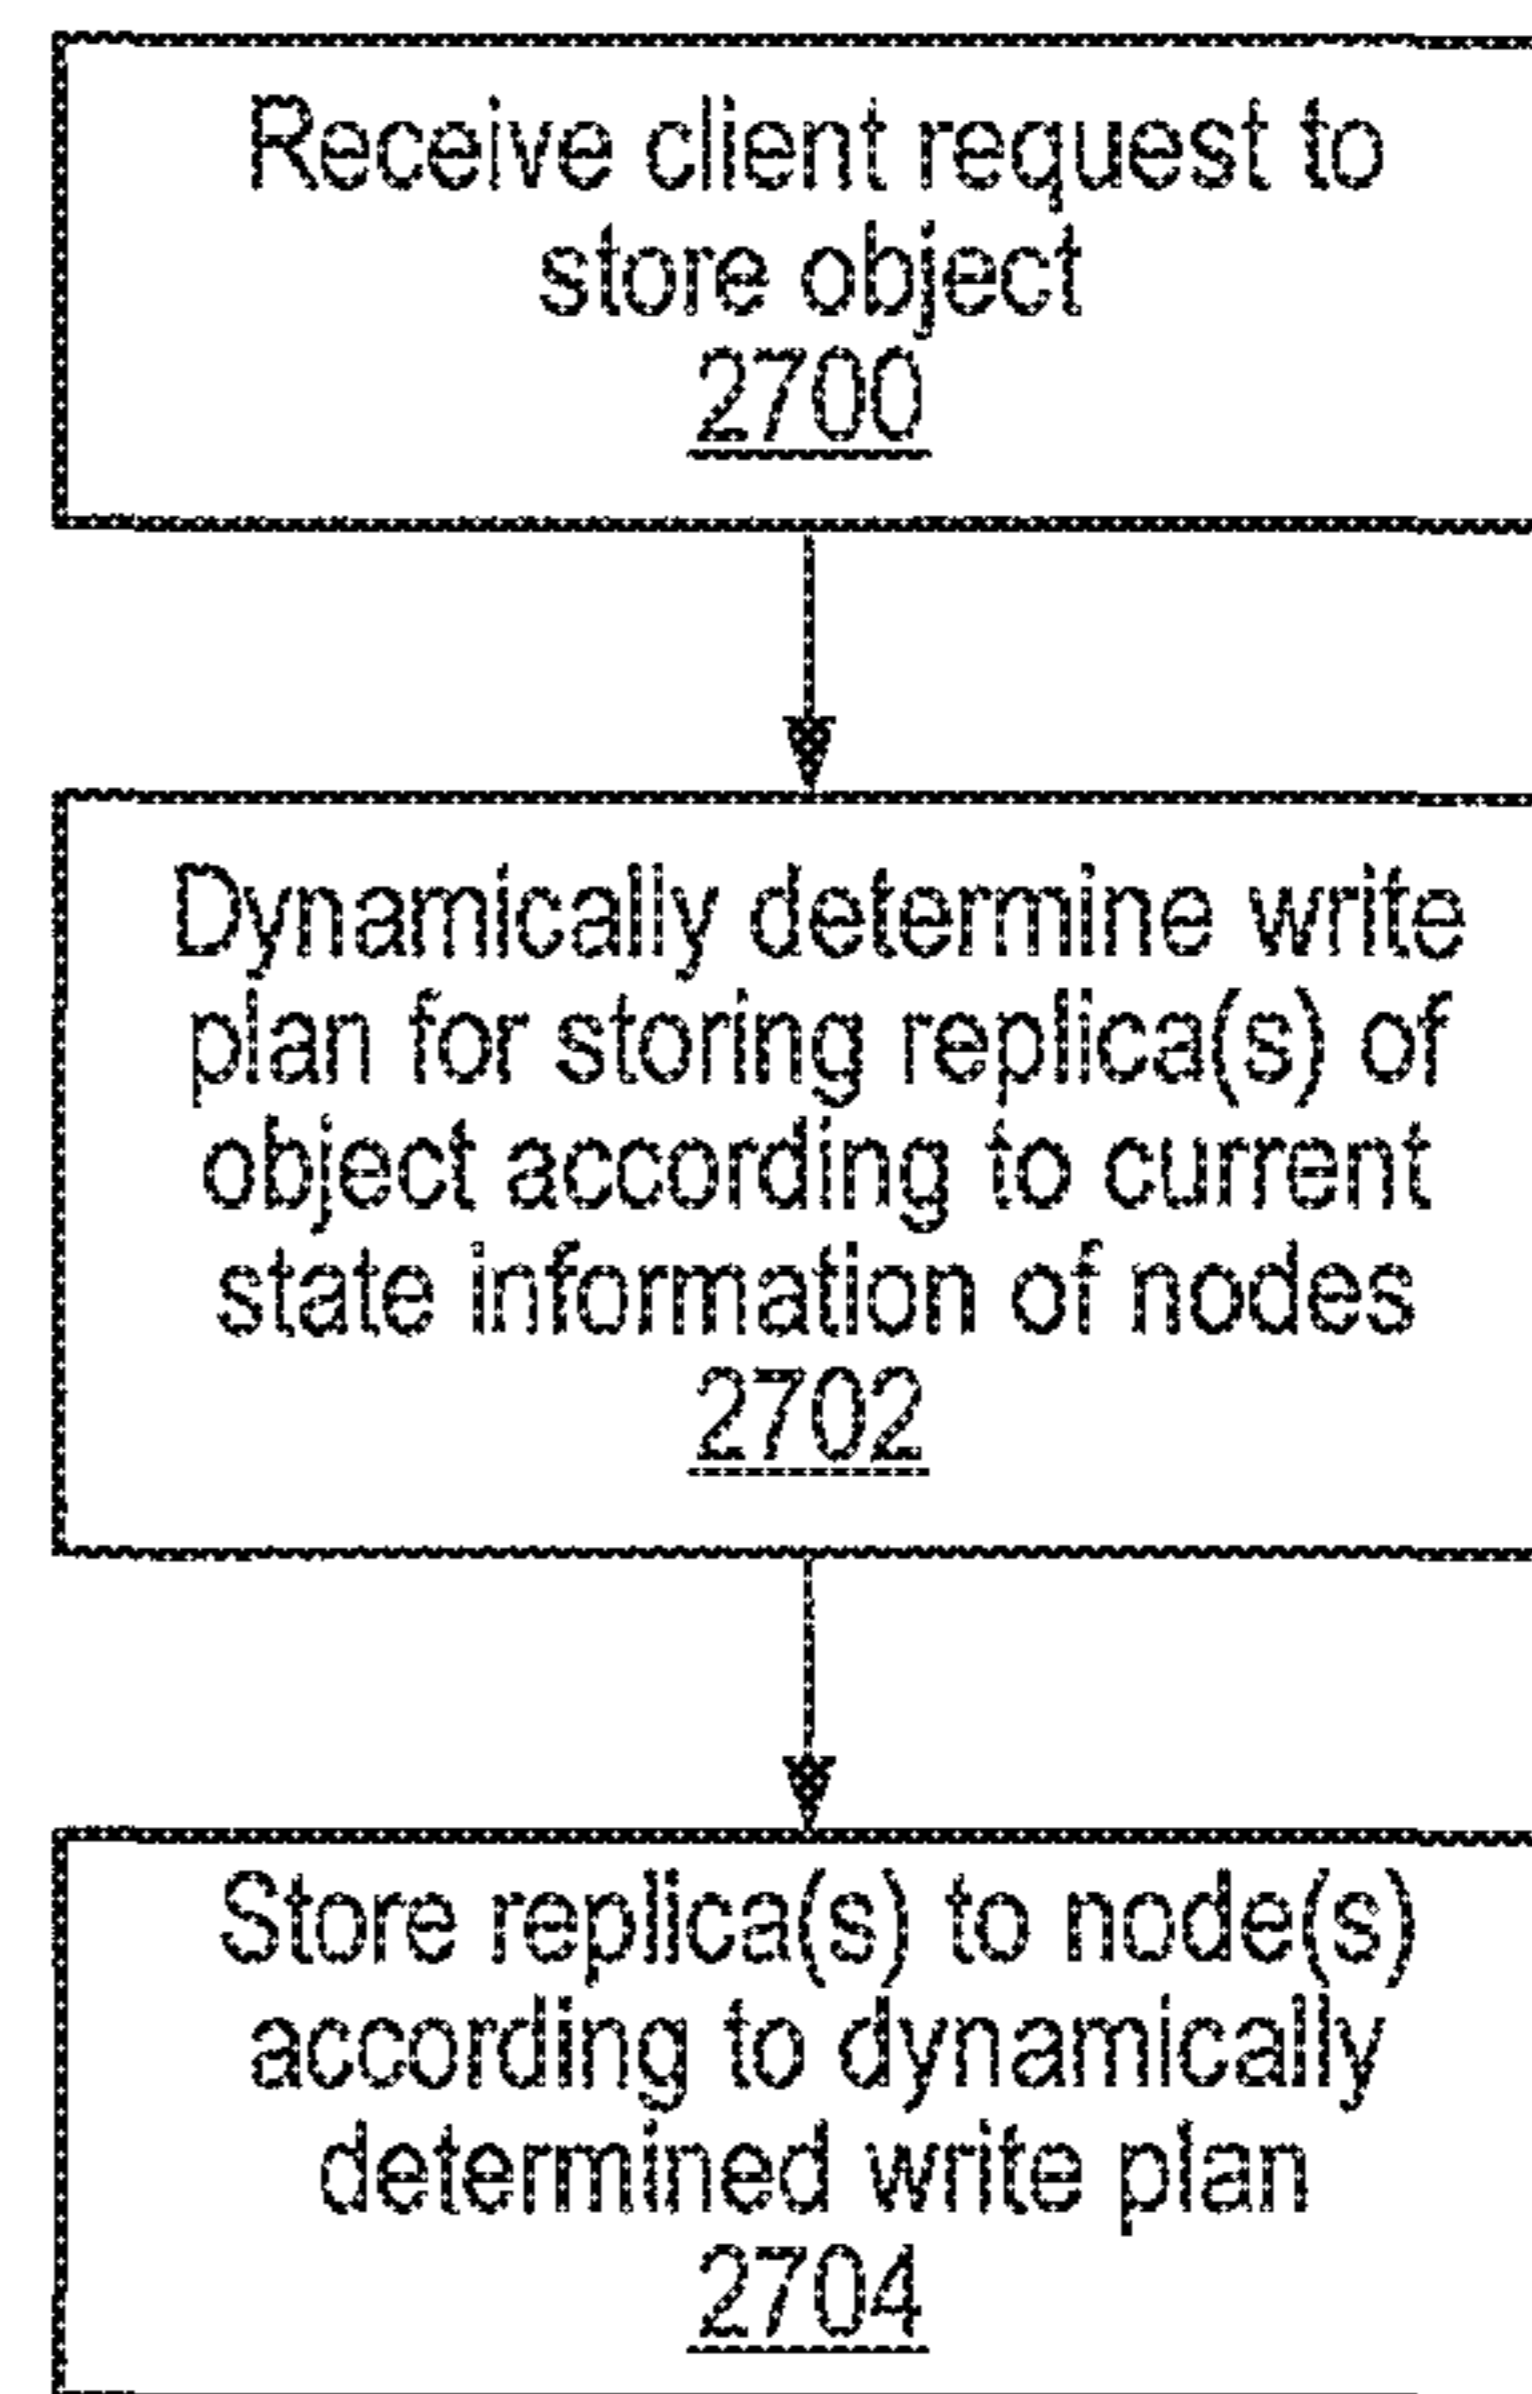 Receive client request to
store object
2700
Dynamically determine write
plan for storing replica(s) of
object according to current
state information of nodes
2702
Store replica(s) to node(s)
according to dynamically
determined write plan
2704